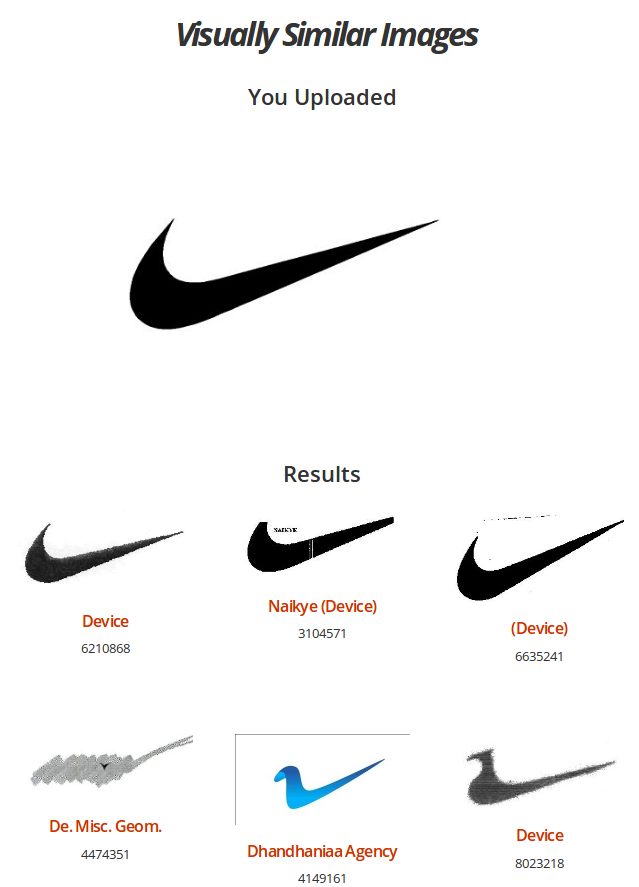 Visually Similar Images
You Uploaded
Results
NAIKYE
Device
6210868
Naikye (Device)
3104571
(Device)
6635241
De. Misc. Geom.
4474351
Dhandhaniaa Agency
4149161
Device
8023218